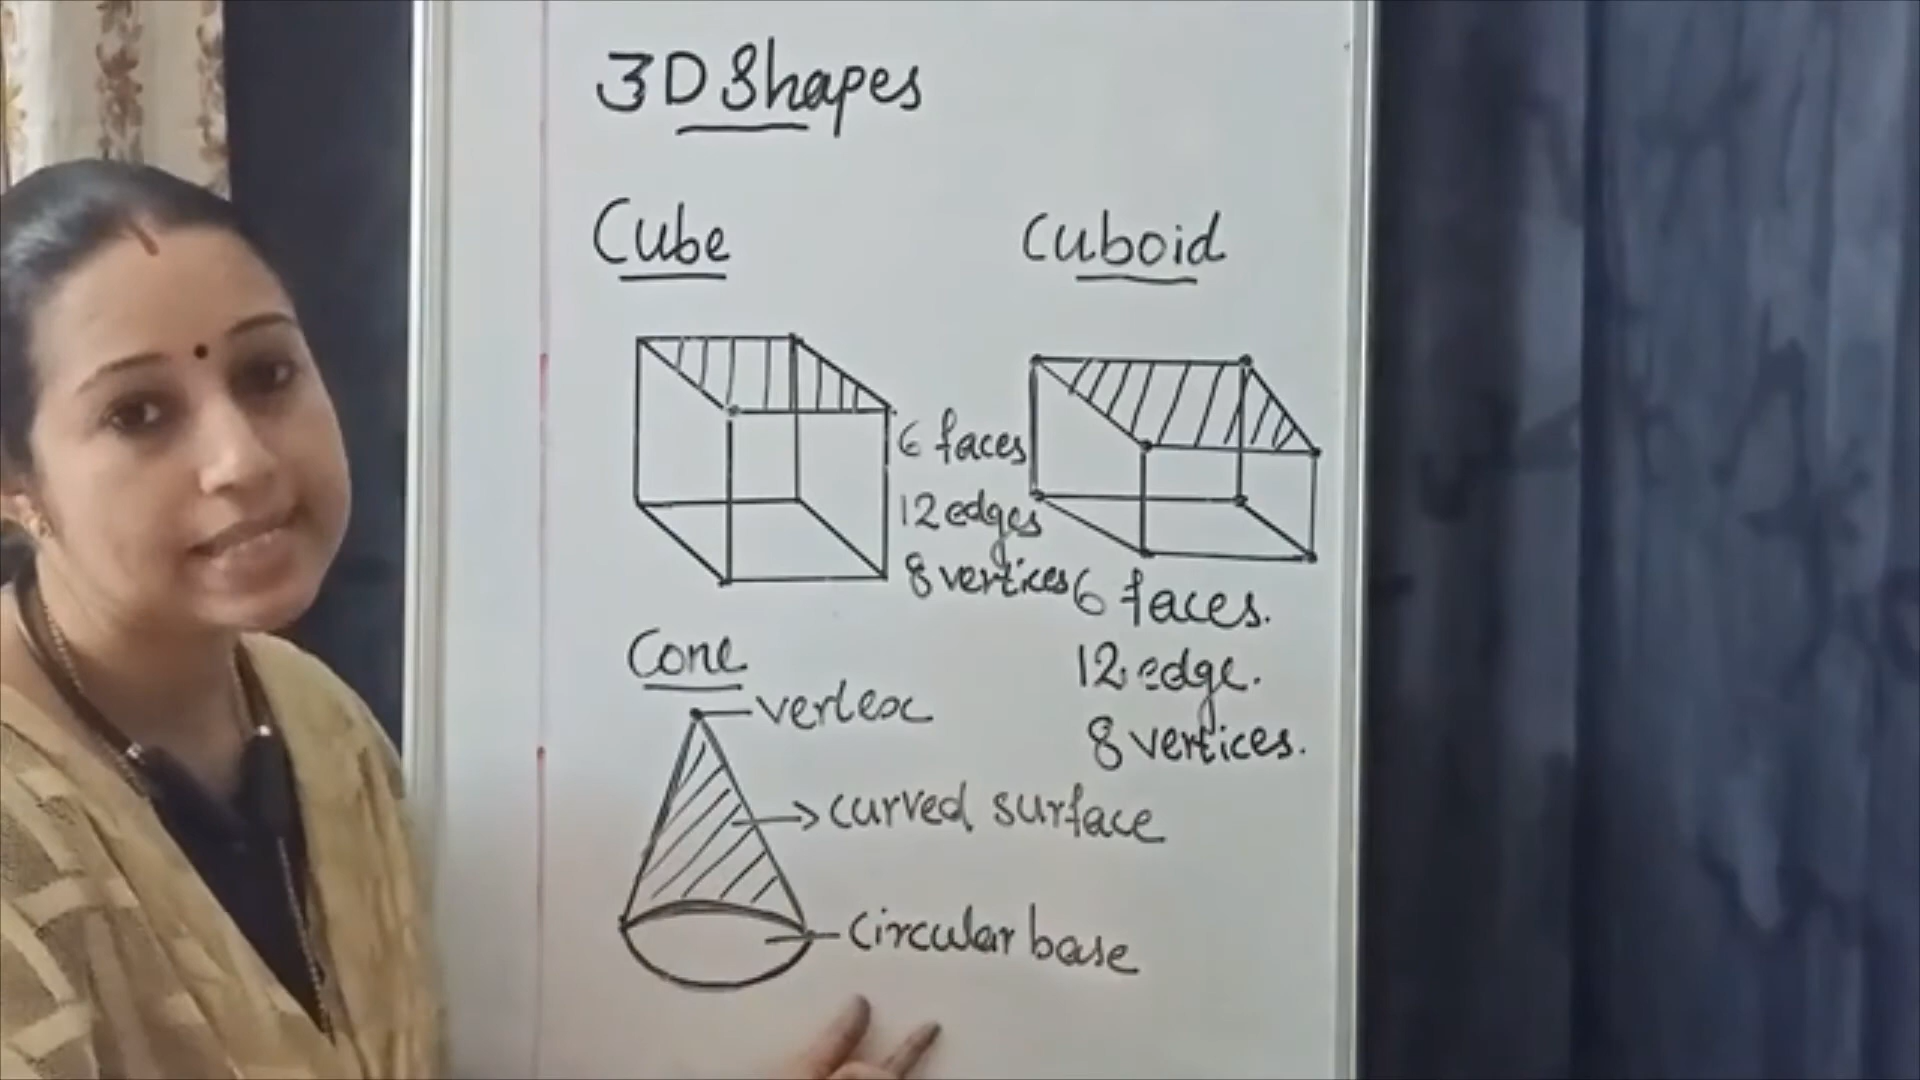 3D Shapes
Cube
Cuboid
6 faces
12 edges
8 vertices
6 faces.
12 edge.
8 vertices.
Cone
vertex
curved surface
circular base